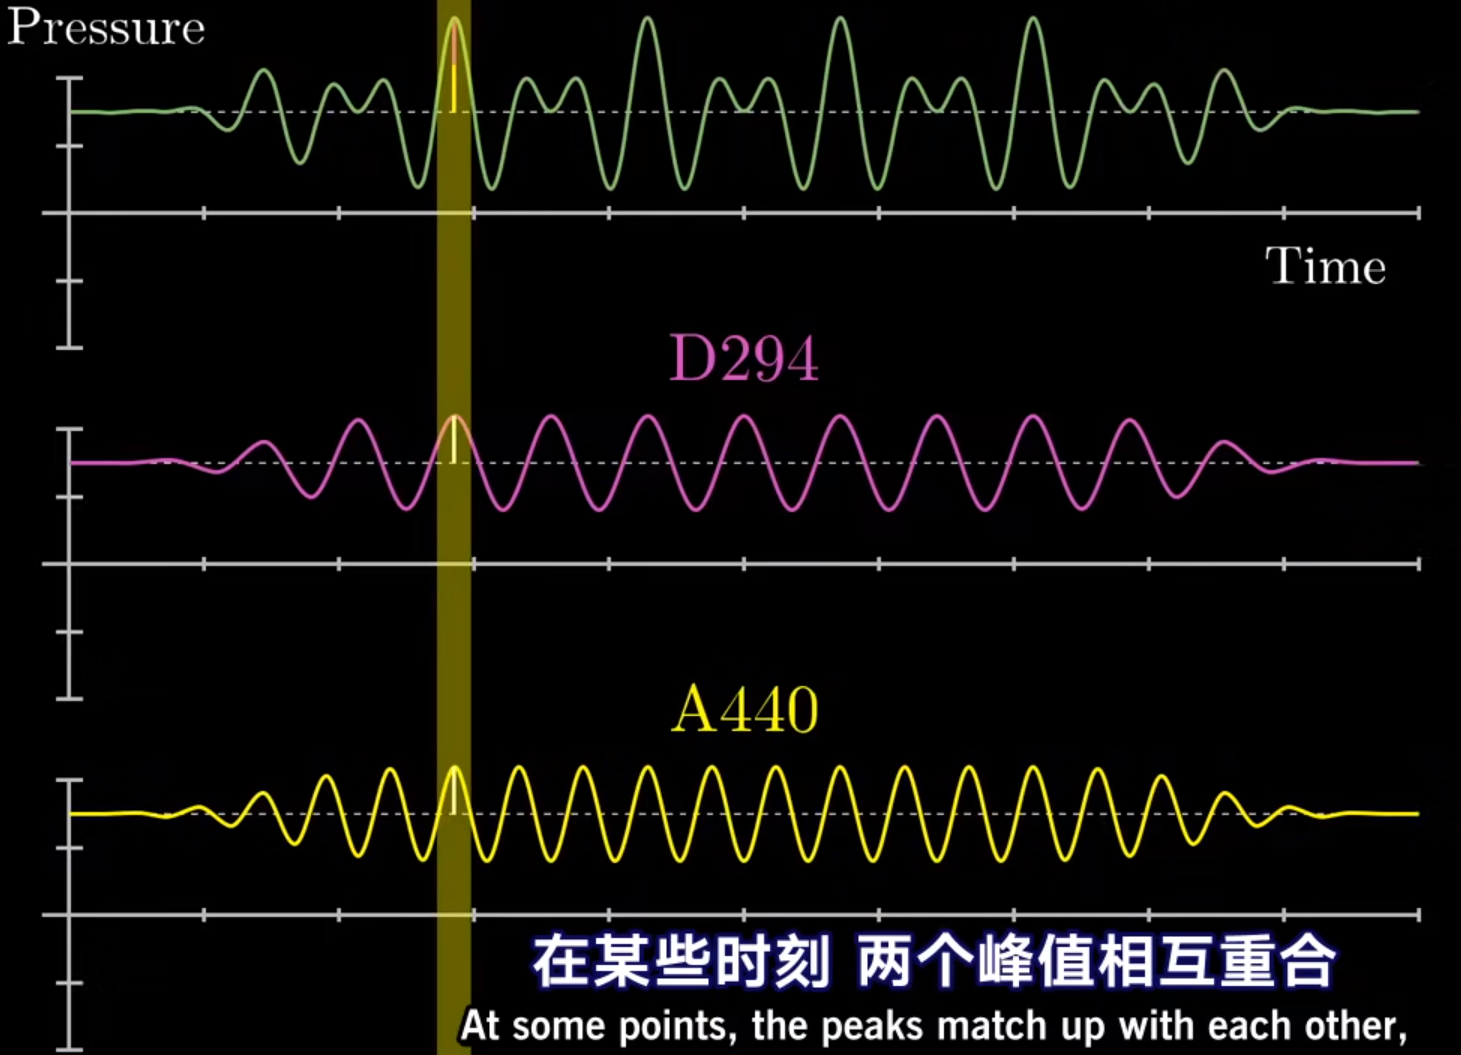 Pressure
Time
D294
A440
在某些时刻 两个峰值相互重合
At some points, the peaks match up with each other,